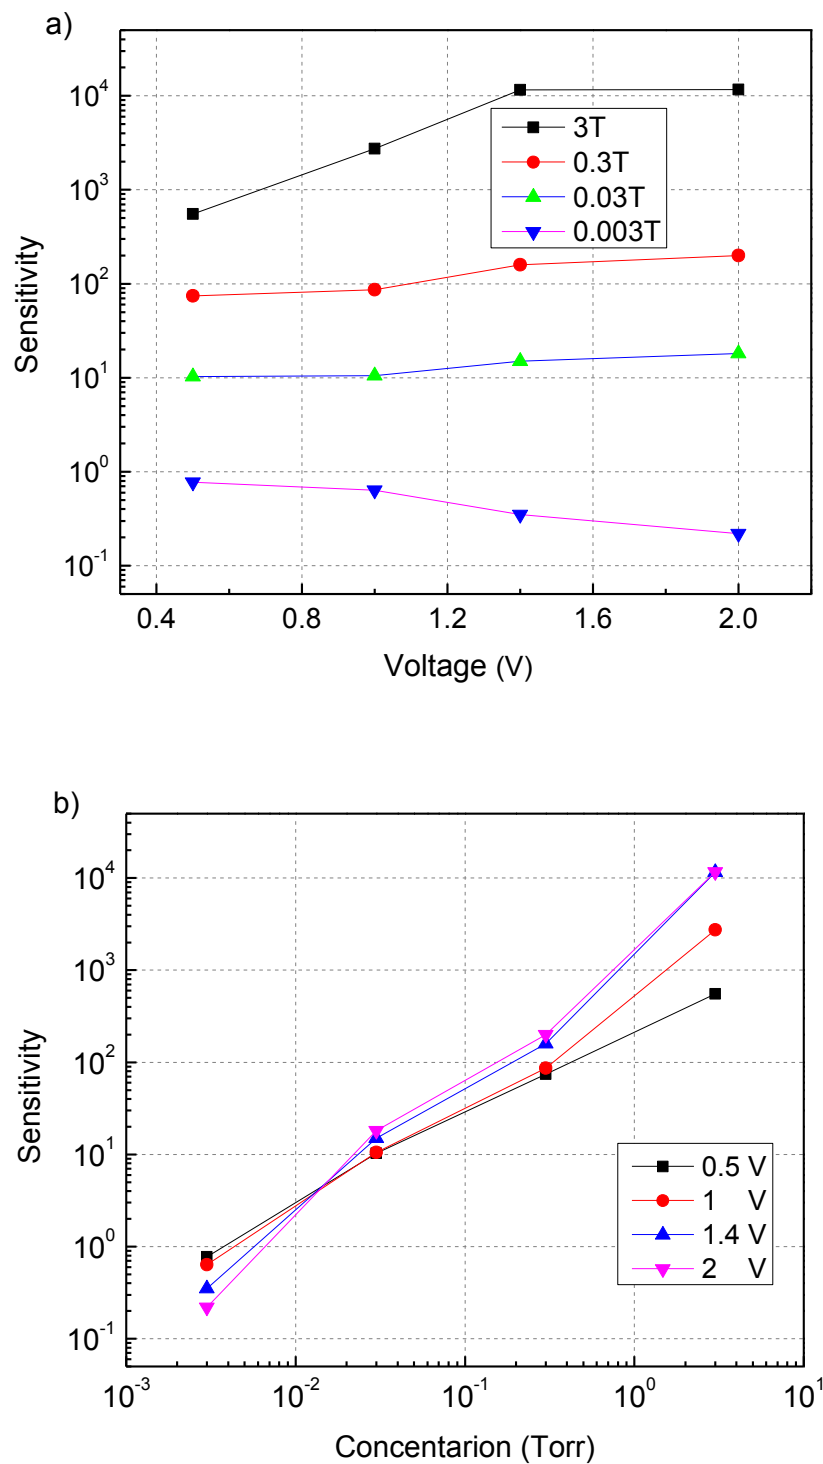 a)
10^4
10^3
10^2
10^1
10^0
10^-1
Sensitivity
3T
0.3T
0.03T
0.003T
0.4 0.8 1.2 1.6 2.0
Voltage (V)
b)
10^4
10^3
10^2
10^1
10^0
10^-1
Sensitivity
0.5 V
1 V
1.4 V
2 V
10^-3 10^-2 10^-1 10^0 10^1
Concentarion (Torr)